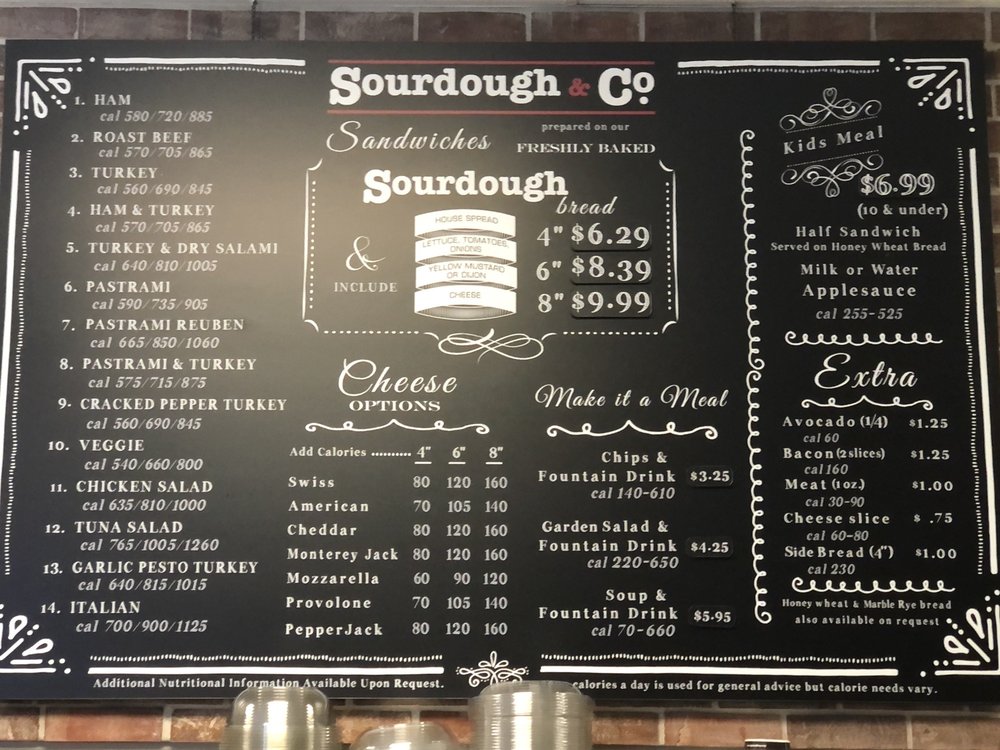 Sourdough & Co.
Sandwiches
prepared on our
FRESHLY BAKED
Sourdough
bread
& INCLUDE
HOUSE SPREAD
LETTUCE, TOMATOES,
ONIONS
YELLOW MUSTARD
OR DIJON
CHEESE
4" $6.29
6" $8.39
8" $9.99
1. HAM
cal 580/720/885
2. ROAST BEEF
cal 570/705/865
3. TURKEY
cal 560/690/845
4. HAM & TURKEY
cal 570/705/865
5. TURKEY & DRY SALAMI
cal 640/810/1005
6. PASTRAMI
cal 590/735/905
7. PASTRAMI REUBEN
cal 665/850/1060
8. PASTRAMI & TURKEY
cal 575/715/875
9. CRACKED PEPPER TURKEY
cal 560/690/845
10. VEGGIE
cal 540/660/800
11. CHICKEN SALAD
cal 635/810/1000
12. TUNA SALAD
cal 765/1005/1260
13. GARLIC PESTO TURKEY
cal 640/815/1015
14. ITALIAN
cal 700/900/1125
Cheese
OPTIONS
Add Calories .......... 4" 6" 8"
Swiss 80 120 160
American 70 105 140
Cheddar 80 120 160
Monterey Jack 80 120 160
Mozzarella 60 90 120
Provolone 70 105 140
PepperJack 80 120 160
Make it a Meal
Chips &
Fountain Drink $3.25
cal 140-610
Garden Salad &
Fountain Drink $4.25
cal 220-650
Soup &
Fountain Drink $5.95
cal 70-660
Kids Meal
$6.99
(10 & under)
Half Sandwich
Served on Honey Wheat Bread
Milk or Water
Applesauce
cal 255-525
Extra
Avocado (1/4) $1.25
cal 60
Bacon (2 slices) $1.25
cal 160
Meat (1 oz.) $1.00
cal 30-90
Cheese slice $ .75
cal 60-80
Side Bread (4") $1.00
cal 230
Honey wheat & Marble Rye bread
also available on request
Additional Nutritional Information Available Upon Request.
calories a day is used for general advice but calorie needs vary.